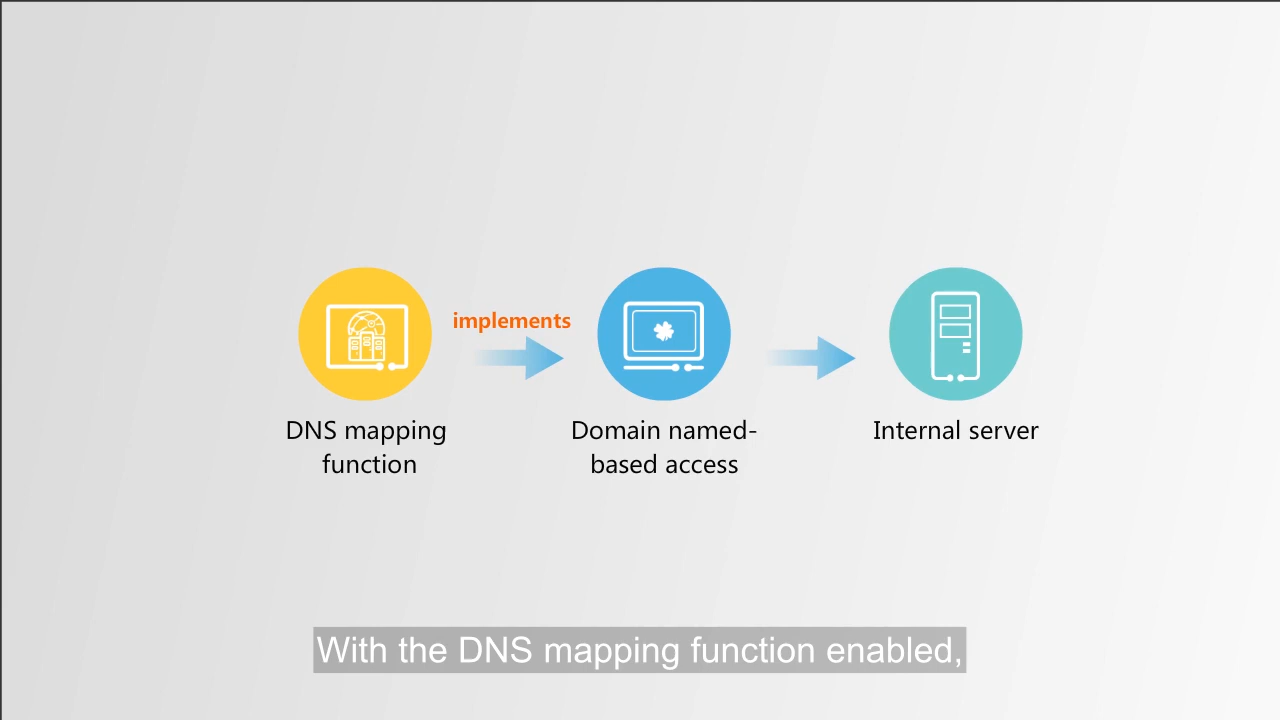 implements
DNS mapping
function
Domain named-
based access
Internal server
With the DNS mapping function enabled,